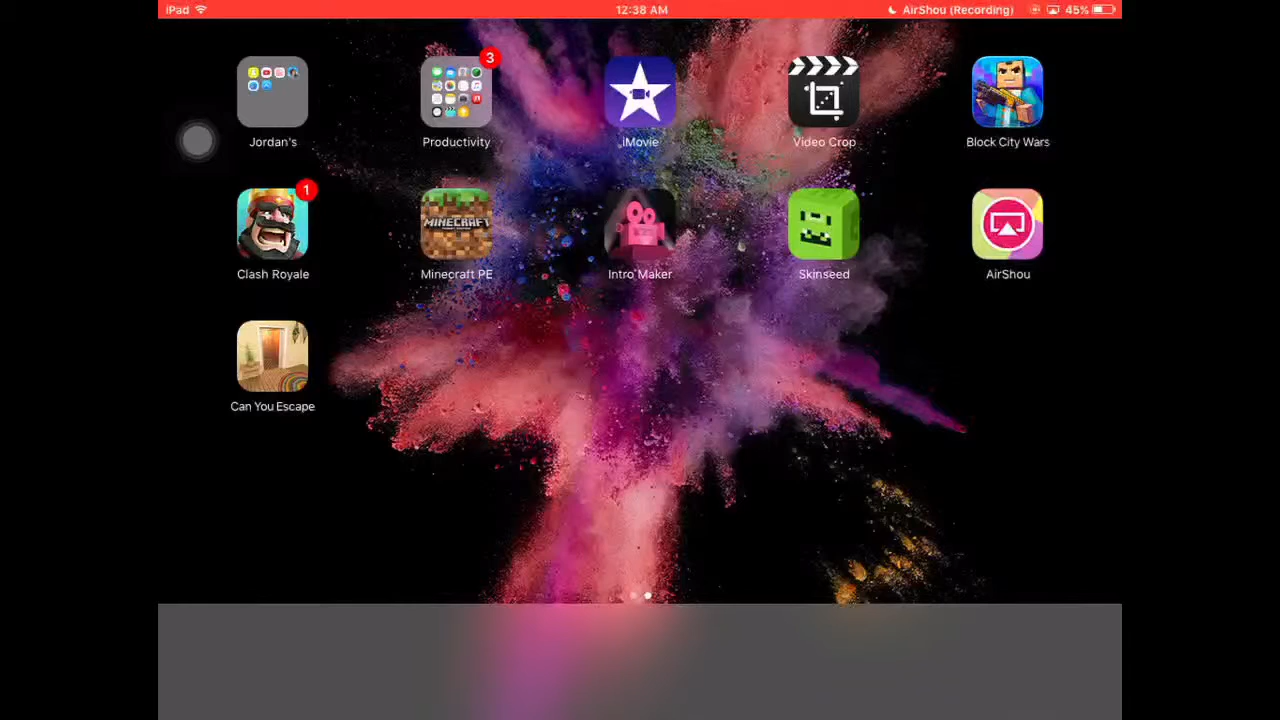 iPad 12:38 AM AirShou (Recording) 45%
3
Jordan's Productivity iMovie Video Crop Block City Wars
1
MINECRAFT
Clash Royale Minecraft PE Intro Maker Skinseed AirShou
Can You Escape